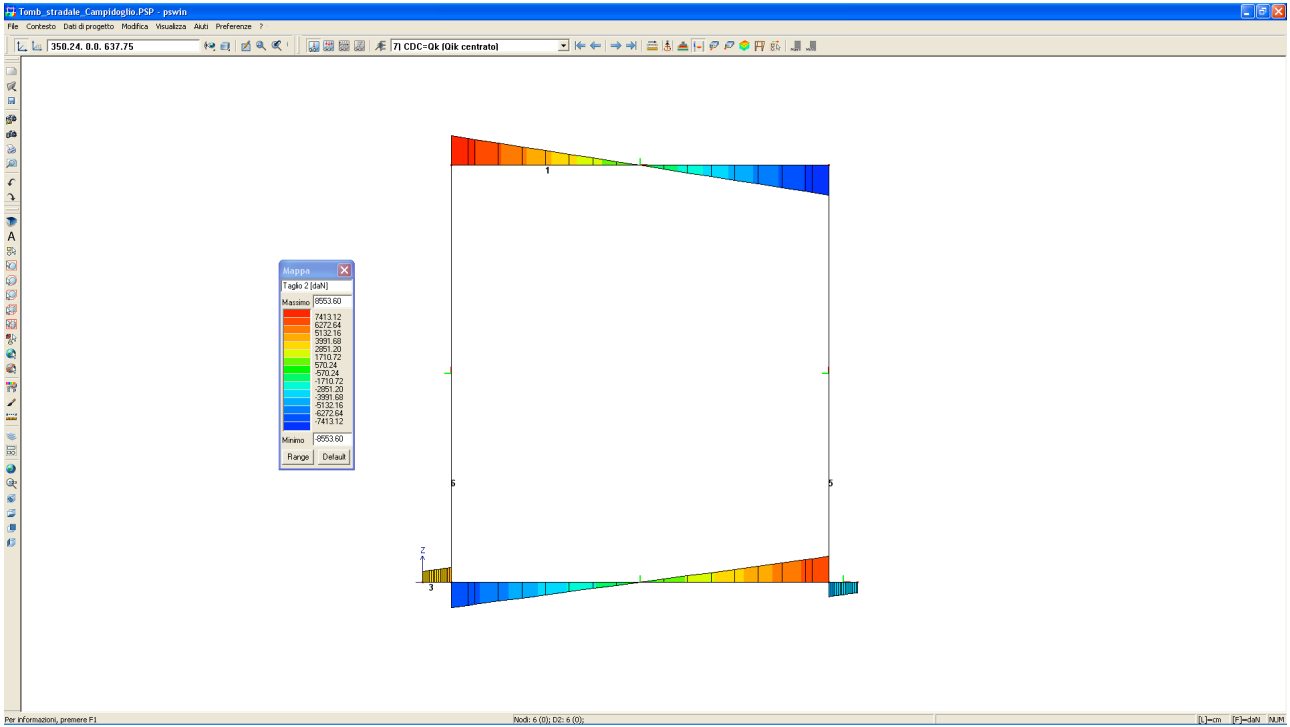 Tomb_stradale_Campidoglio.PSP - pswin
File Contesto Dati di progetto Modifica Visualizza Aiuti Preferenze ?
350.24. 0.0. 637.75
7) CDC=Qk (Qik centrato)
A
1
Mappa
Taglio 2 [daN]
Massimo 8553.60
7413.12
6272.64
5132.16
3991.68
2851.20
1710.72
570.24
-570.24
-1710.72
-2851.20
-3991.68
-5132.16
-6272.64
-7413.12
Minimo -8553.60
Range Default
6
5
Z
3
Per informazioni, premere F1
Nodi: 6 (0); D2: 6 (0);
[L]=cm [F]=daN NUM